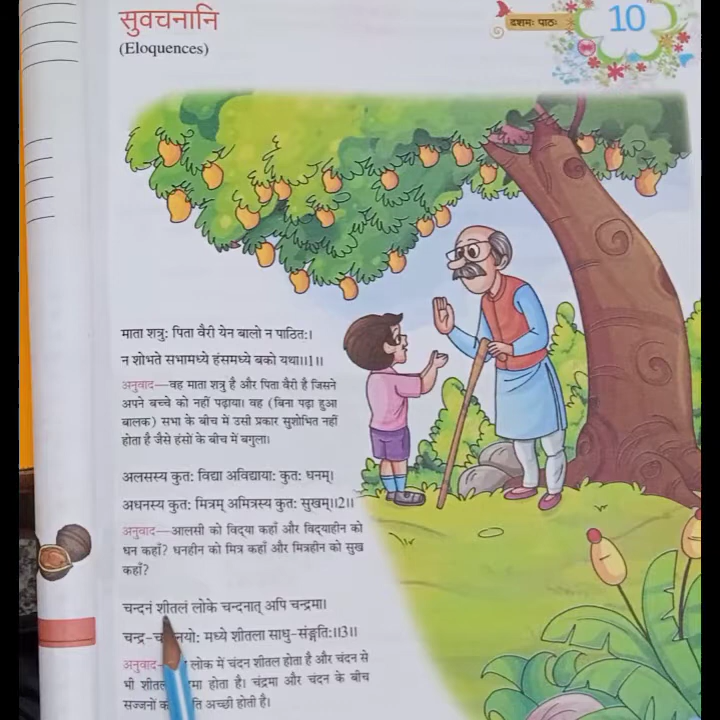 सुवचनानि
(Eloquences)
दशमः पाठः
10
माता शत्रुः पिता वैरी येन बालो न पाठितः।
न शोभते सभामध्ये हंसमध्ये बको यथा॥1॥
अनुवाद—वह माता शत्रु है और पिता वैरी है जिसने
अपने बच्चे को नहीं पढ़ाया। वह (बिना पढ़ा हुआ
बालक) सभा के बीच में उसी प्रकार सुशोभित नहीं
होता है जैसे हंसों के बीच में बगुला।
अलसस्य कुतः विद्या अविद्यायाः कुतः धनम्।
अधनस्य कुतः मित्रम् अमित्रस्य कुतः सुखम्॥2॥
अनुवाद—आलसी को विद्या कहाँ और विद्याहीन को
धन कहाँ? धनहीन को मित्र कहाँ और मित्रहीन को सुख
कहाँ?
चन्दनं शीतलं लोके चन्दनात् अपि चन्द्रमा।
चन्द्र-च नयोः मध्ये शीतला साधु-संङ्गतिः॥3॥
अनुवाद— लोक में चंदन शीतल होता है और चंदन से
भी शीतल मा होता है। चंद्रमा और चंदन के बीच
सज्जनों क ति अच्छी होती है।